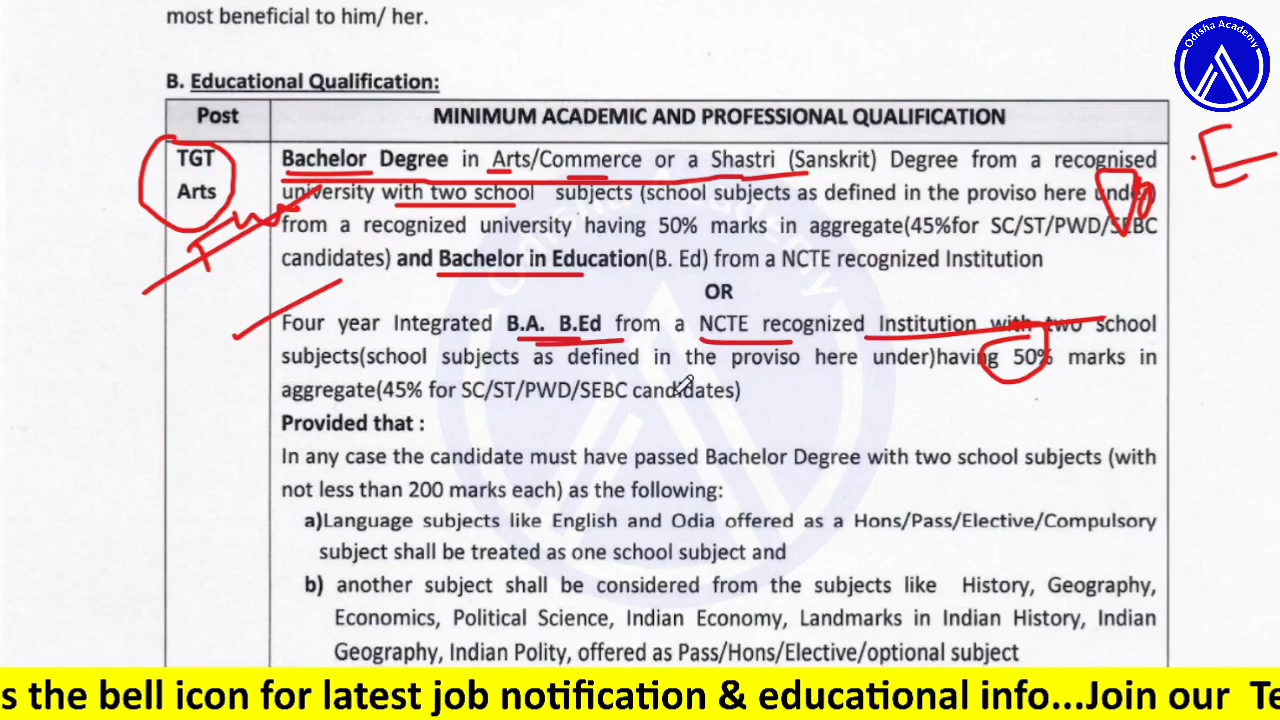 most beneficial to him/ her.
Odisha Academy
B. Educational Qualification:
Post
MINIMUM ACADEMIC AND PROFESSIONAL QUALIFICATION
TGT
Arts
Bachelor Degree in Arts/Commerce or a Shastri (Sanskrit) Degree from a recognised
university with two school subjects (school subjects as defined in the proviso here under)
from a recognized university having 50% marks in aggregate(45%for SC/ST/PWD/SEBC
candidates) and Bachelor in Education(B. Ed) from a NCTE recognized Institution
OR
Four year Integrated B.A. B.Ed from a NCTE recognized Institution with two school
subjects(school subjects as defined in the proviso here under)having 50% marks in
aggregate(45% for SC/ST/PWD/SEBC candidates)
Provided that :
In any case the candidate must have passed Bachelor Degree with two school subjects (with
not less than 200 marks each) as the following:
a)Language subjects like English and Odia offered as a Hons/Pass/Elective/Compulsory
subject shall be treated as one school subject and
b) another subject shall be considered from the subjects like History, Geography,
Economics, Political Science, Indian Economy, Landmarks in Indian History, Indian
Geography, Indian Polity, offered as Pass/Hons/Elective/optional subject
E
s the bell icon for latest job notification & educational info...Join our Te